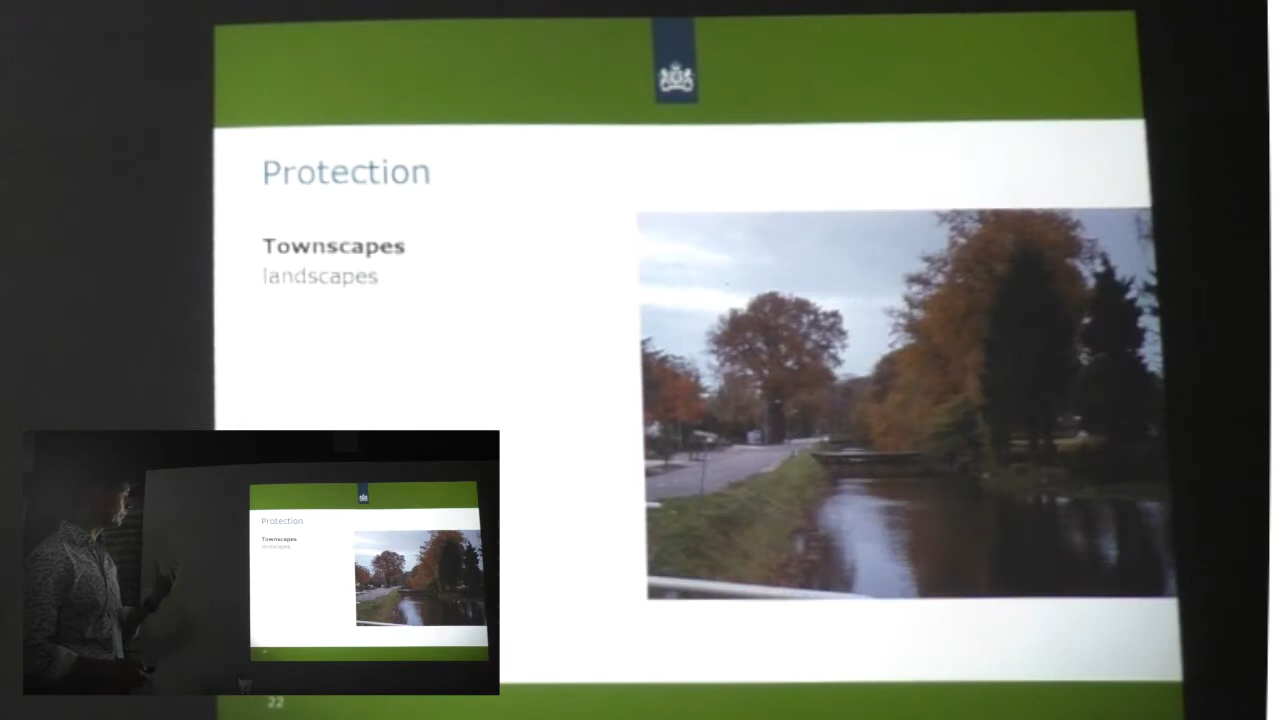 Protection
Townscapes
landscapes
Protection
Townscapes
landscapes
22